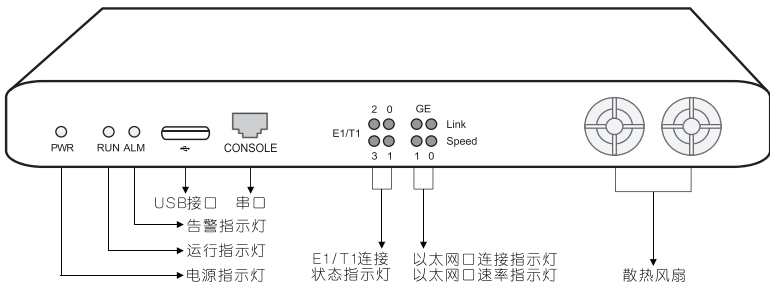 2 0 GE
E1/T1 Link
Speed
3 1 1 0
PWR RUN ALM CONSOLE
USB接口 串口
告警指示灯
运行指示灯
电源指示灯
E1/T1连接
状态指示灯
以太网口连接指示灯
以太网口速率指示灯
散热风扇